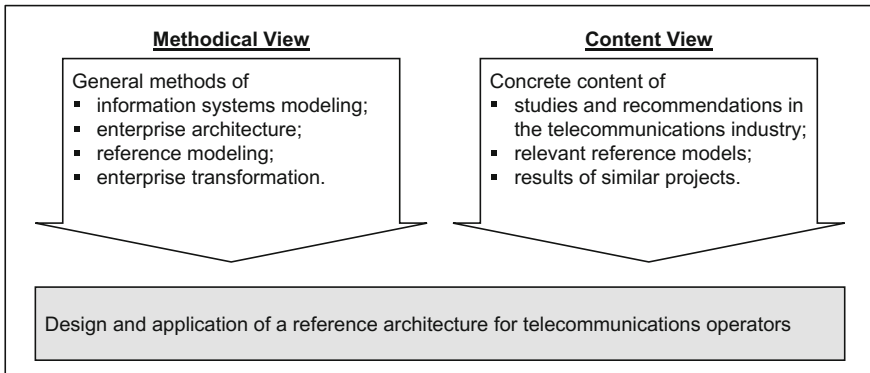 Methodical View
General methods of
▪ information systems modeling;
▪ enterprise architecture;
▪ reference modeling;
▪ enterprise transformation.
Content View
Concrete content of
▪ studies and recommendations in
the telecommunications industry;
▪ relevant reference models;
▪ results of similar projects.
Design and application of a reference architecture for telecommunications operators